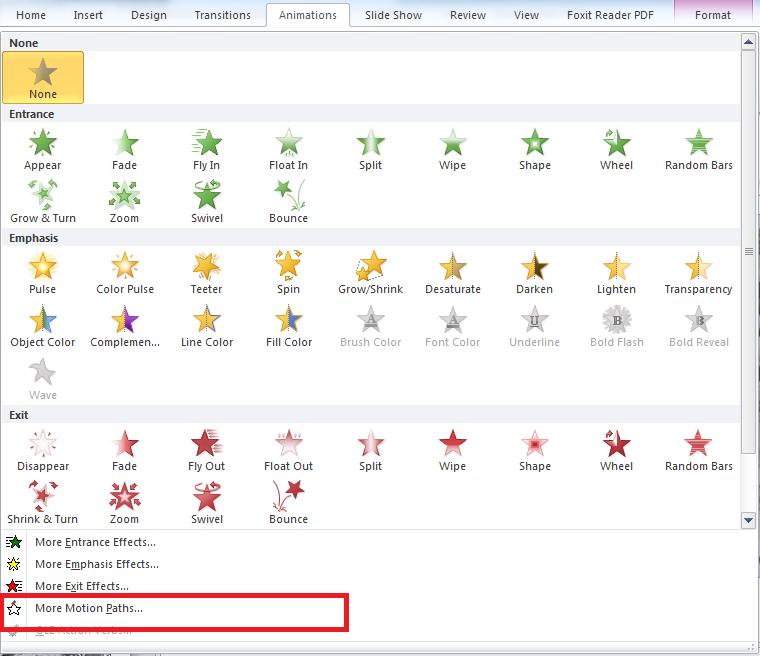 Home Insert Design Transitions Animations Slide Show Review View Foxit Reader PDF Format
None
None
Entrance
Appear Fade Fly In Float In Split Wipe Shape Wheel Random Bars
Grow & Turn Zoom Swivel Bounce
Emphasis
Pulse Color Pulse Teeter Spin Grow/Shrink Desaturate Darken Lighten Transparency
Object Color Complemen... Line Color Fill Color Brush Color Font Color Underline Bold Flash Bold Reveal
Wave
Exit
Disappear Fade Fly Out Float Out Split Wipe Shape Wheel Random Bars
Shrink & Turn Zoom Swivel Bounce
More Entrance Effects...
More Emphasis Effects...
More Exit Effects...
More Motion Paths...
OLE Action Verbs...